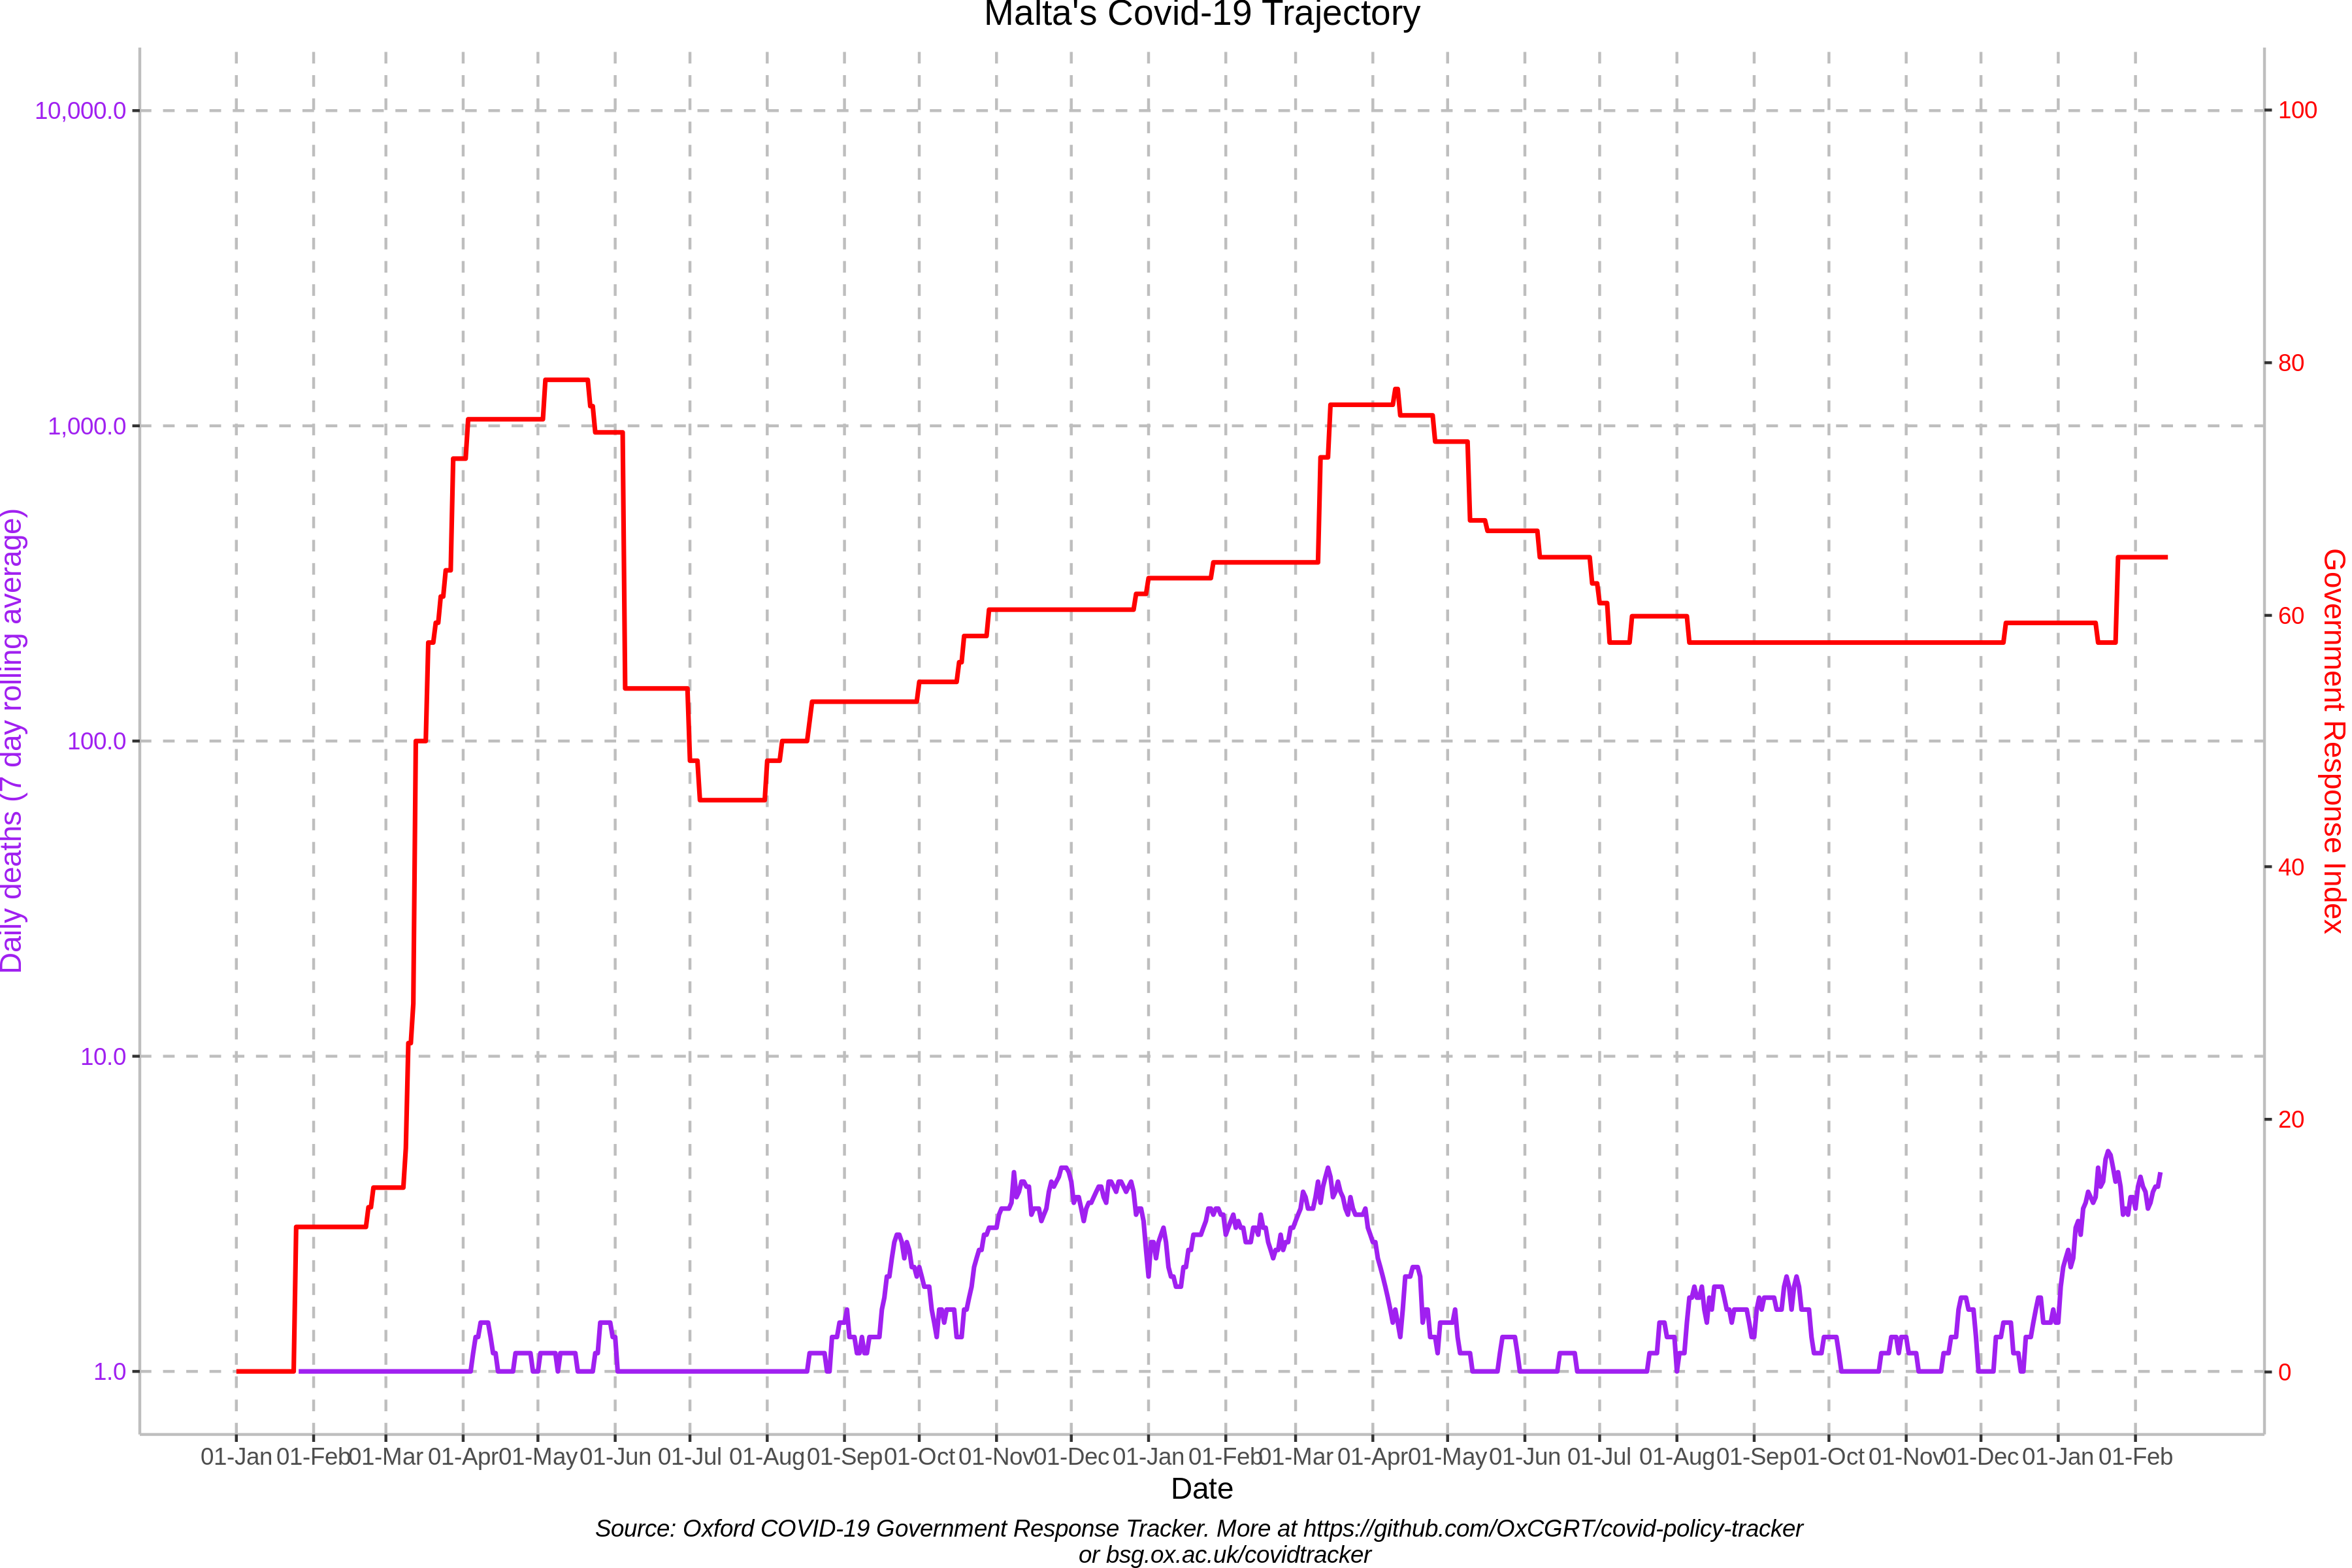 Malta's Covid-19 Trajectory
10,000.0
1,000.0
100.0
10.0
1.0
Daily deaths (7 day rolling average)
100
80
60
40
20
0
Government Response Index
01-Jan 01-Feb 01-Mar 01-Apr 01-May 01-Jun 01-Jul 01-Aug 01-Sep 01-Oct 01-Nov 01-Dec 01-Jan 01-Feb 01-Mar 01-Apr 01-May 01-Jun 01-Jul 01-Aug 01-Sep 01-Oct 01-Nov 01-Dec 01-Jan 01-Feb
Date
Source: Oxford COVID-19 Government Response Tracker. More at https://github.com/OxCGRT/covid-policy-tracker
or bsg.ox.ac.uk/covidtracker